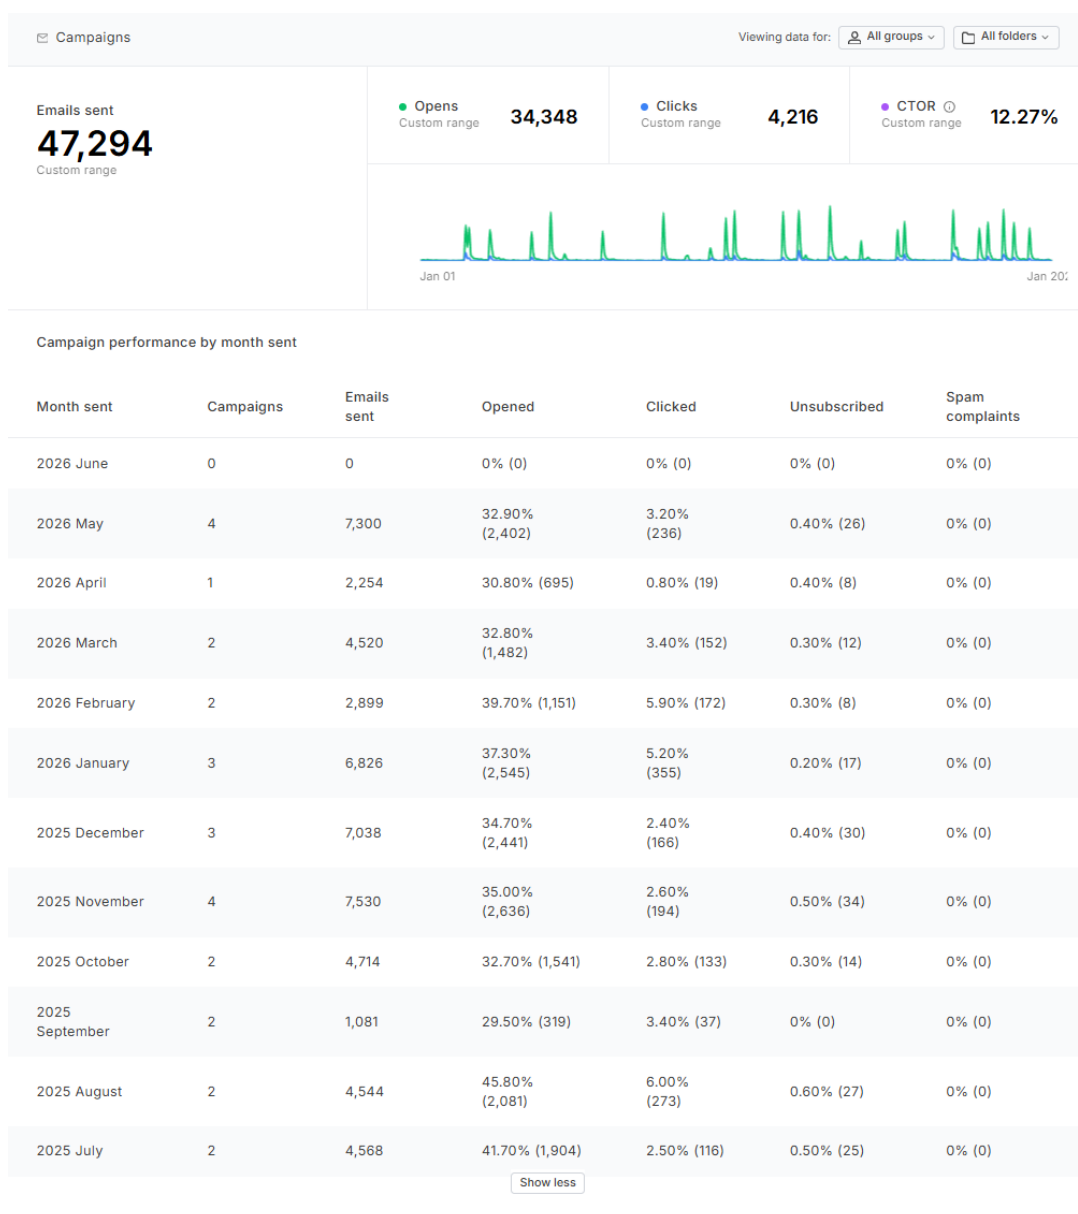 Campaigns
Viewing data for: All groups All folders
Emails sent
47,294
Custom range
Opens
Custom range
34,348
Clicks
Custom range
4,216
CTOR
Custom range
12.27%
Jan 01
Jan 202
Campaign performance by month sent
Month sent Campaigns Emails sent Opened Clicked Unsubscribed Spam complaints
2026 June 0 0 0% (0) 0% (0) 0% (0) 0% (0)
2026 May 4 7,300 32.90% (2,402) 3.20% (236) 0.40% (26) 0% (0)
2026 April 1 2,254 30.80% (695) 0.80% (19) 0.40% (8) 0% (0)
2026 March 2 4,520 32.80% (1,482) 3.40% (152) 0.30% (12) 0% (0)
2026 February 2 2,899 39.70% (1,151) 5.90% (172) 0.30% (8) 0% (0)
2026 January 3 6,826 37.30% (2,545) 5.20% (355) 0.20% (17) 0% (0)
2025 December 3 7,038 34.70% (2,441) 2.40% (166) 0.40% (30) 0% (0)
2025 November 4 7,530 35.00% (2,636) 2.60% (194) 0.50% (34) 0% (0)
2025 October 2 4,714 32.70% (1,541) 2.80% (133) 0.30% (14) 0% (0)
2025 September 2 1,081 29.50% (319) 3.40% (37) 0% (0) 0% (0)
2025 August 2 4,544 45.80% (2,081) 6.00% (273) 0.60% (27) 0% (0)
2025 July 2 4,568 41.70% (1,904) 2.50% (116) 0.50% (25) 0% (0)
Show less